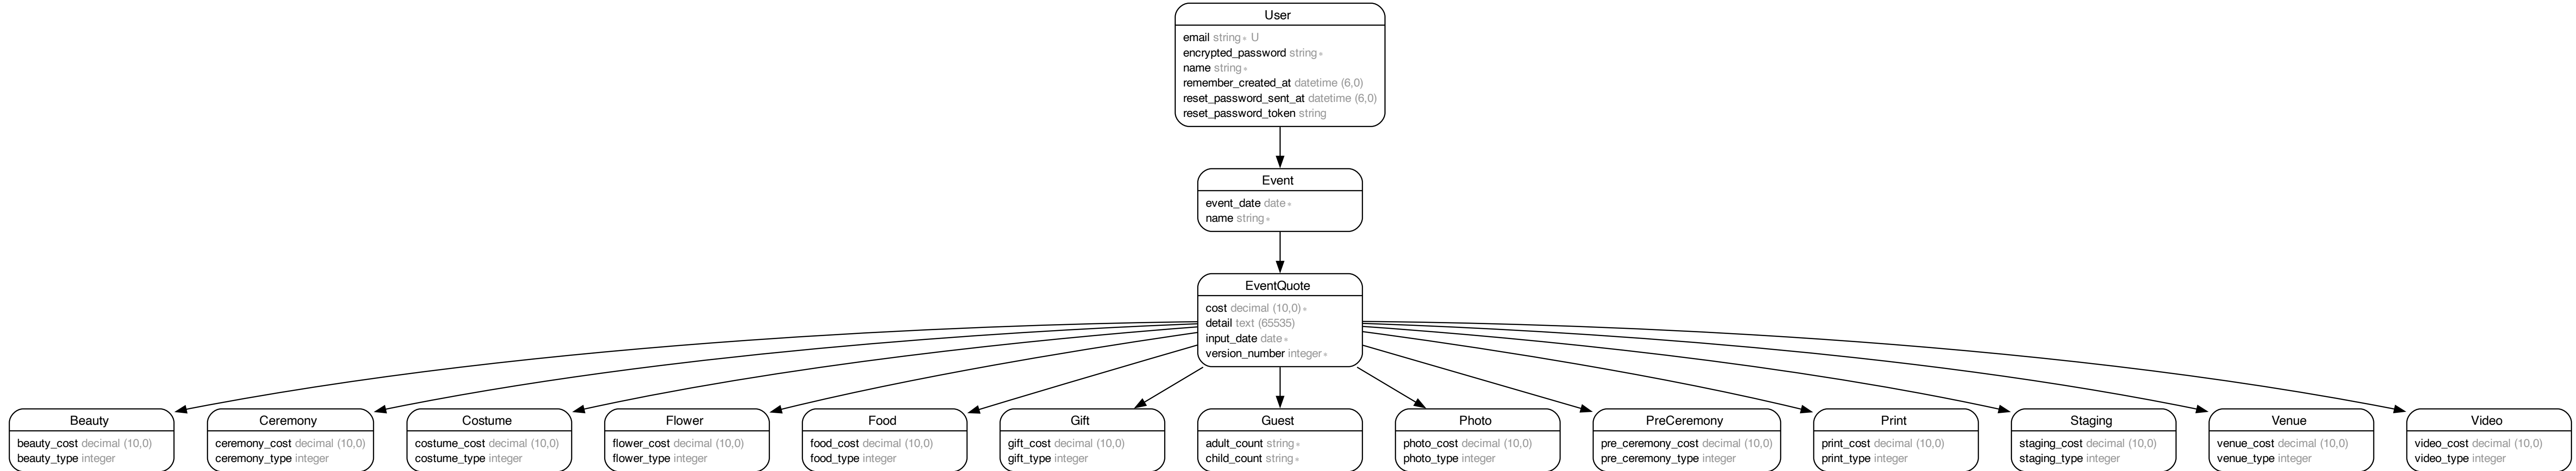 User
email string∗ U
encrypted_password string∗
name string∗
remember_created_at datetime (6,0)
reset_password_sent_at datetime (6,0)
reset_password_token string
Event
event_date date∗
name string∗
EventQuote
cost decimal (10,0)∗
detail text (65535)
input_date date∗
version_number integer∗
Beauty
beauty_cost decimal (10,0)
beauty_type integer
Ceremony
ceremony_cost decimal (10,0)
ceremony_type integer
Costume
costume_cost decimal (10,0)
costume_type integer
Flower
flower_cost decimal (10,0)
flower_type integer
Food
food_cost decimal (10,0)
food_type integer
Gift
gift_cost decimal (10,0)
gift_type integer
Guest
adult_count string∗
child_count string∗
Photo
photo_cost decimal (10,0)
photo_type integer
PreCeremony
pre_ceremony_cost decimal (10,0)
pre_ceremony_type integer
Print
print_cost decimal (10,0)
print_type integer
Staging
staging_cost decimal (10,0)
staging_type integer
Venue
venue_cost decimal (10,0)
venue_type integer
Video
video_cost decimal (10,0)
video_type integer